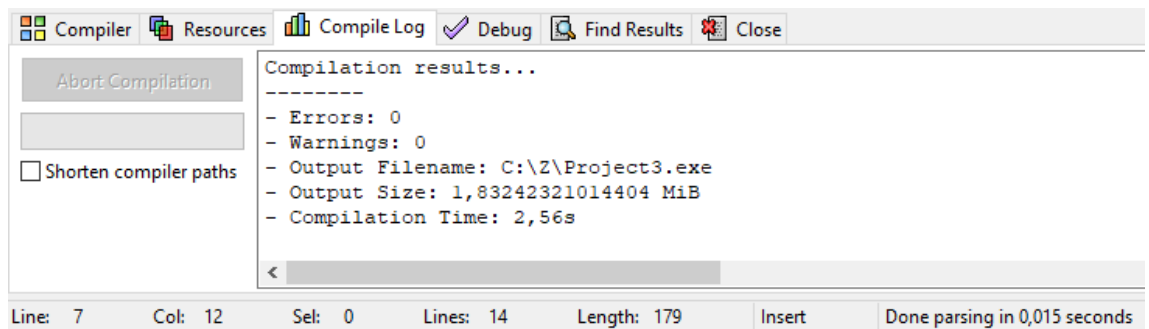 Compiler Resources Compile Log Debug Find Results Close
Abort Compilation
Shorten compiler paths
Compilation results...
--------
- Errors: 0
- Warnings: 0
- Output Filename: C:\Z\Project3.exe
- Output Size: 1,83242321014404 MiB
- Compilation Time: 2,56s
Line: 7 Col: 12 Sel: 0 Lines: 14 Length: 179 Insert Done parsing in 0,015 seconds